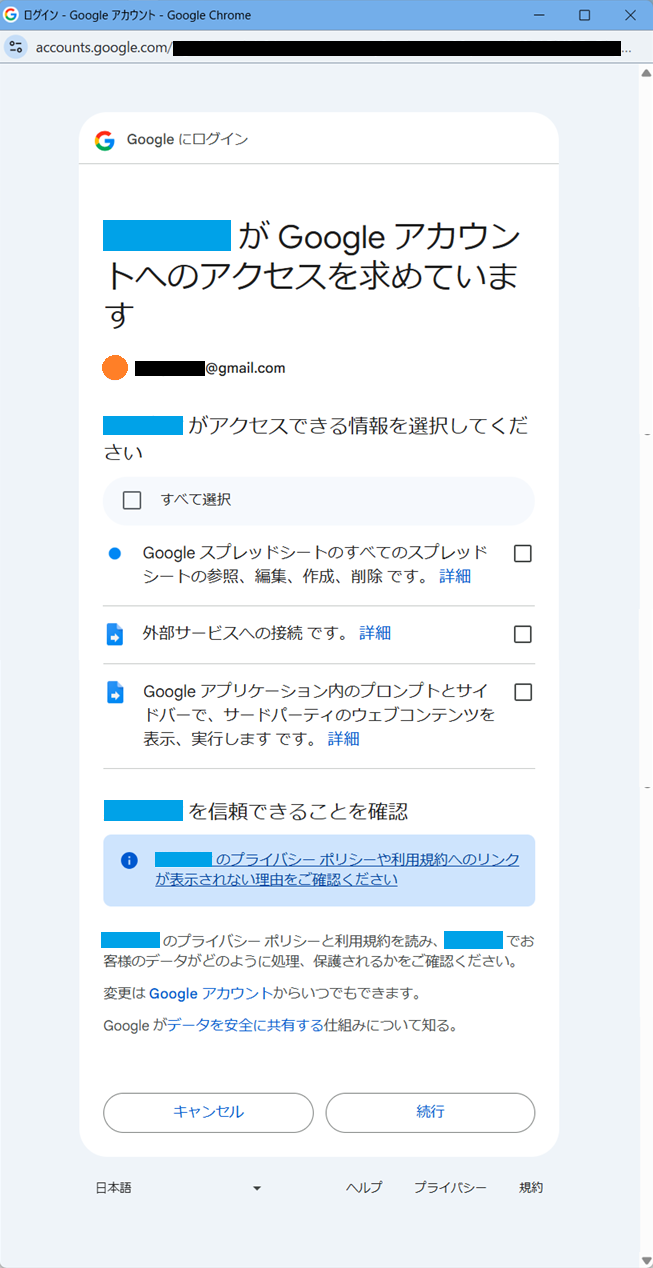 ログイン - Google アカウント - Google Chrome
accounts.google.com/...
Google にログイン
が Google アカウン
トへのアクセスを求めていま
す
@gmail.com
がアクセスできる情報を選択してくだ
さい
すべて選択
Google スプレッドシートのすべてのスプレッド
シートの参照、編集、作成、削除 です。 詳細
外部サービスへの接続 です。 詳細
Google アプリケーション内のプロンプトとサイ
ドバーで、サードパーティのウェブコンテンツを
表示、実行します です。 詳細
を信頼できることを確認
のプライバシー ポリシーや利用規約へのリンク
が表示されない理由をご確認ください
のプライバシー ポリシーと利用規約を読み、 でお
客様のデータがどのように処理、保護されるかをご確認ください。
変更は Google アカウントからいつでもできます。
Google がデータを安全に共有する仕組みについて知る。
キャンセル
続行
日本語
ヘルプ
プライバシー
規約